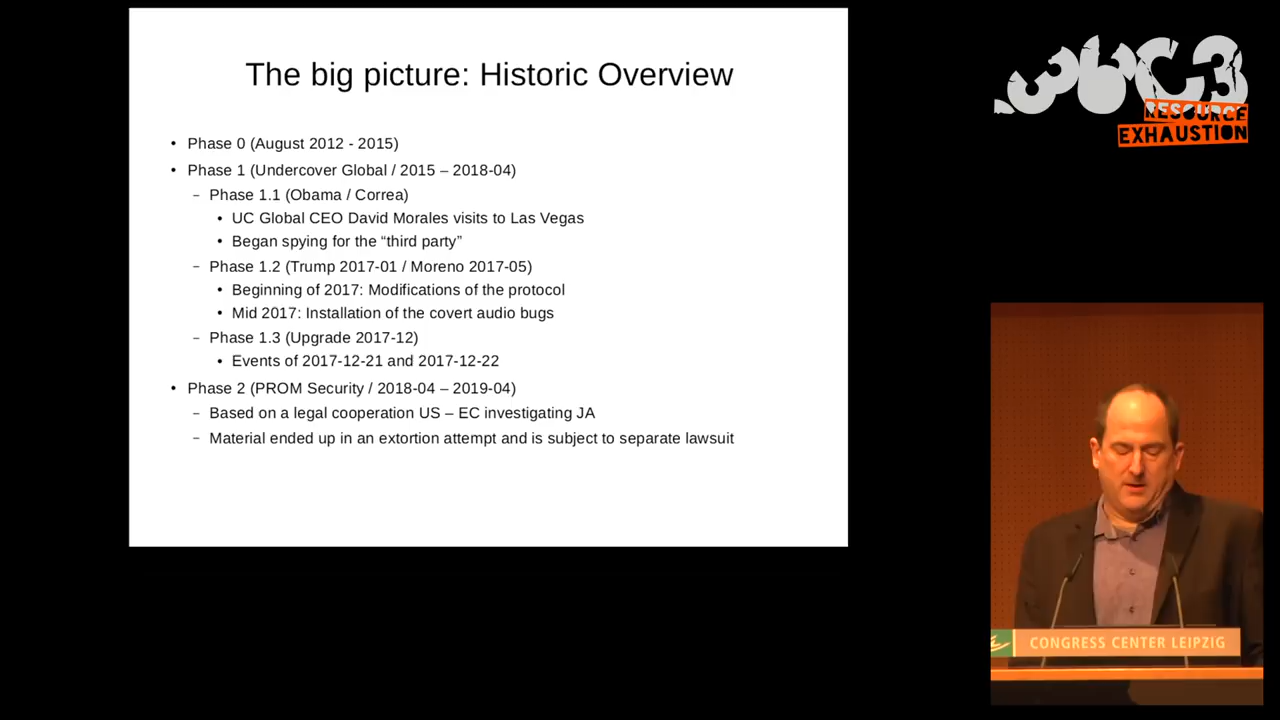 The big picture: Historic Overview
• Phase 0 (August 2012 - 2015)
• Phase 1 (Undercover Global / 2015 – 2018-04)
– Phase 1.1 (Obama / Correa)
• UC Global CEO David Morales visits to Las Vegas
• Began spying for the “third party”
– Phase 1.2 (Trump 2017-01 / Moreno 2017-05)
• Beginning of 2017: Modifications of the protocol
• Mid 2017: Installation of the covert audio bugs
– Phase 1.3 (Upgrade 2017-12)
• Events of 2017-12-21 and 2017-12-22
• Phase 2 (PROM Security / 2018-04 – 2019-04)
– Based on a legal cooperation US – EC investigating JA
– Material ended up in an extortion attempt and is subject to separate lawsuit
36C3
RESOURCE
EXHAUSTION
CONGRESS CENTER LEIPZIG